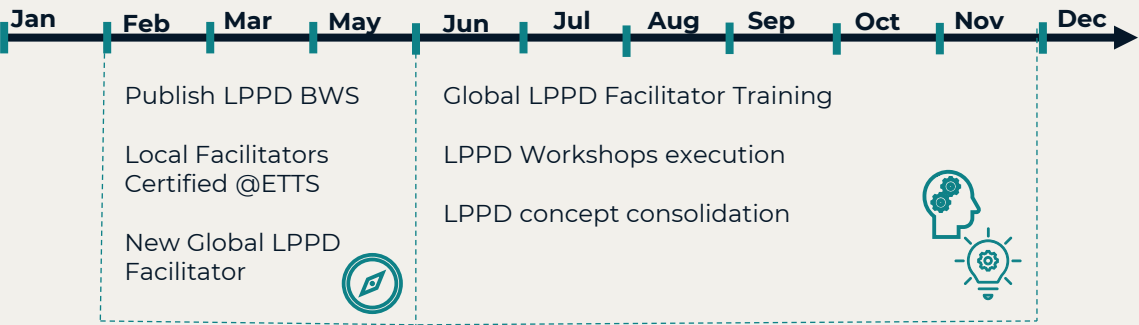 Jan
Feb
Mar
May
Jun
Jul
Aug
Sep
Oct
Nov
Dec
Publish LPPD BWS
Local Facilitators
Certified @ETTS
New Global LPPD
Facilitator
Global LPPD Facilitator Training
LPPD Workshops execution
LPPD concept consolidation